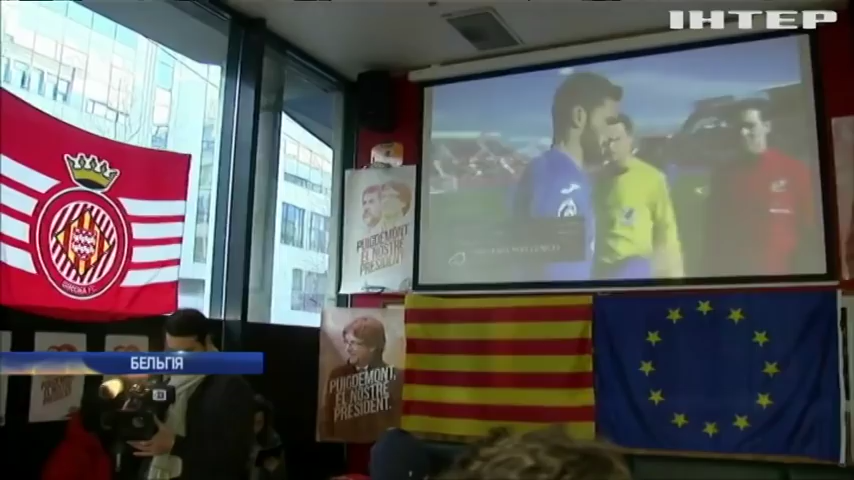 ІНТЕР
GIRONA F.C.
PUIGDEMONT,
EL NOSTRE
PRESIDENT.
PUIGDEMONT,
EL NOSTRE
PRESIDENT.
БЕЛЬГІЯ